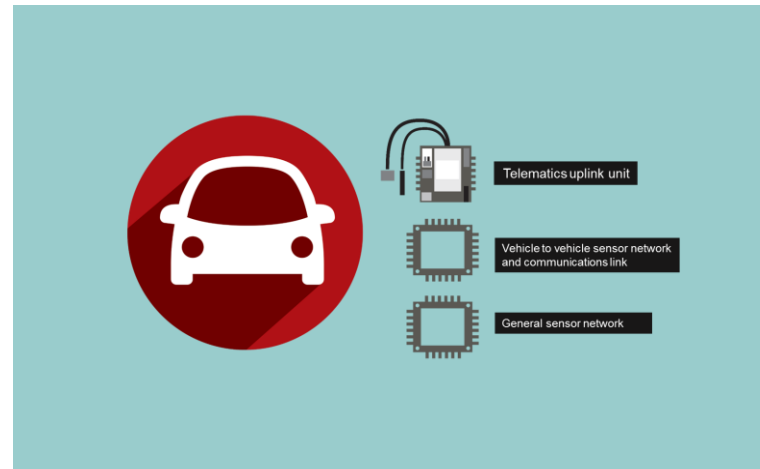 Telematics uplink unit
Vehicle to vehicle sensor network
and communications link
General sensor network